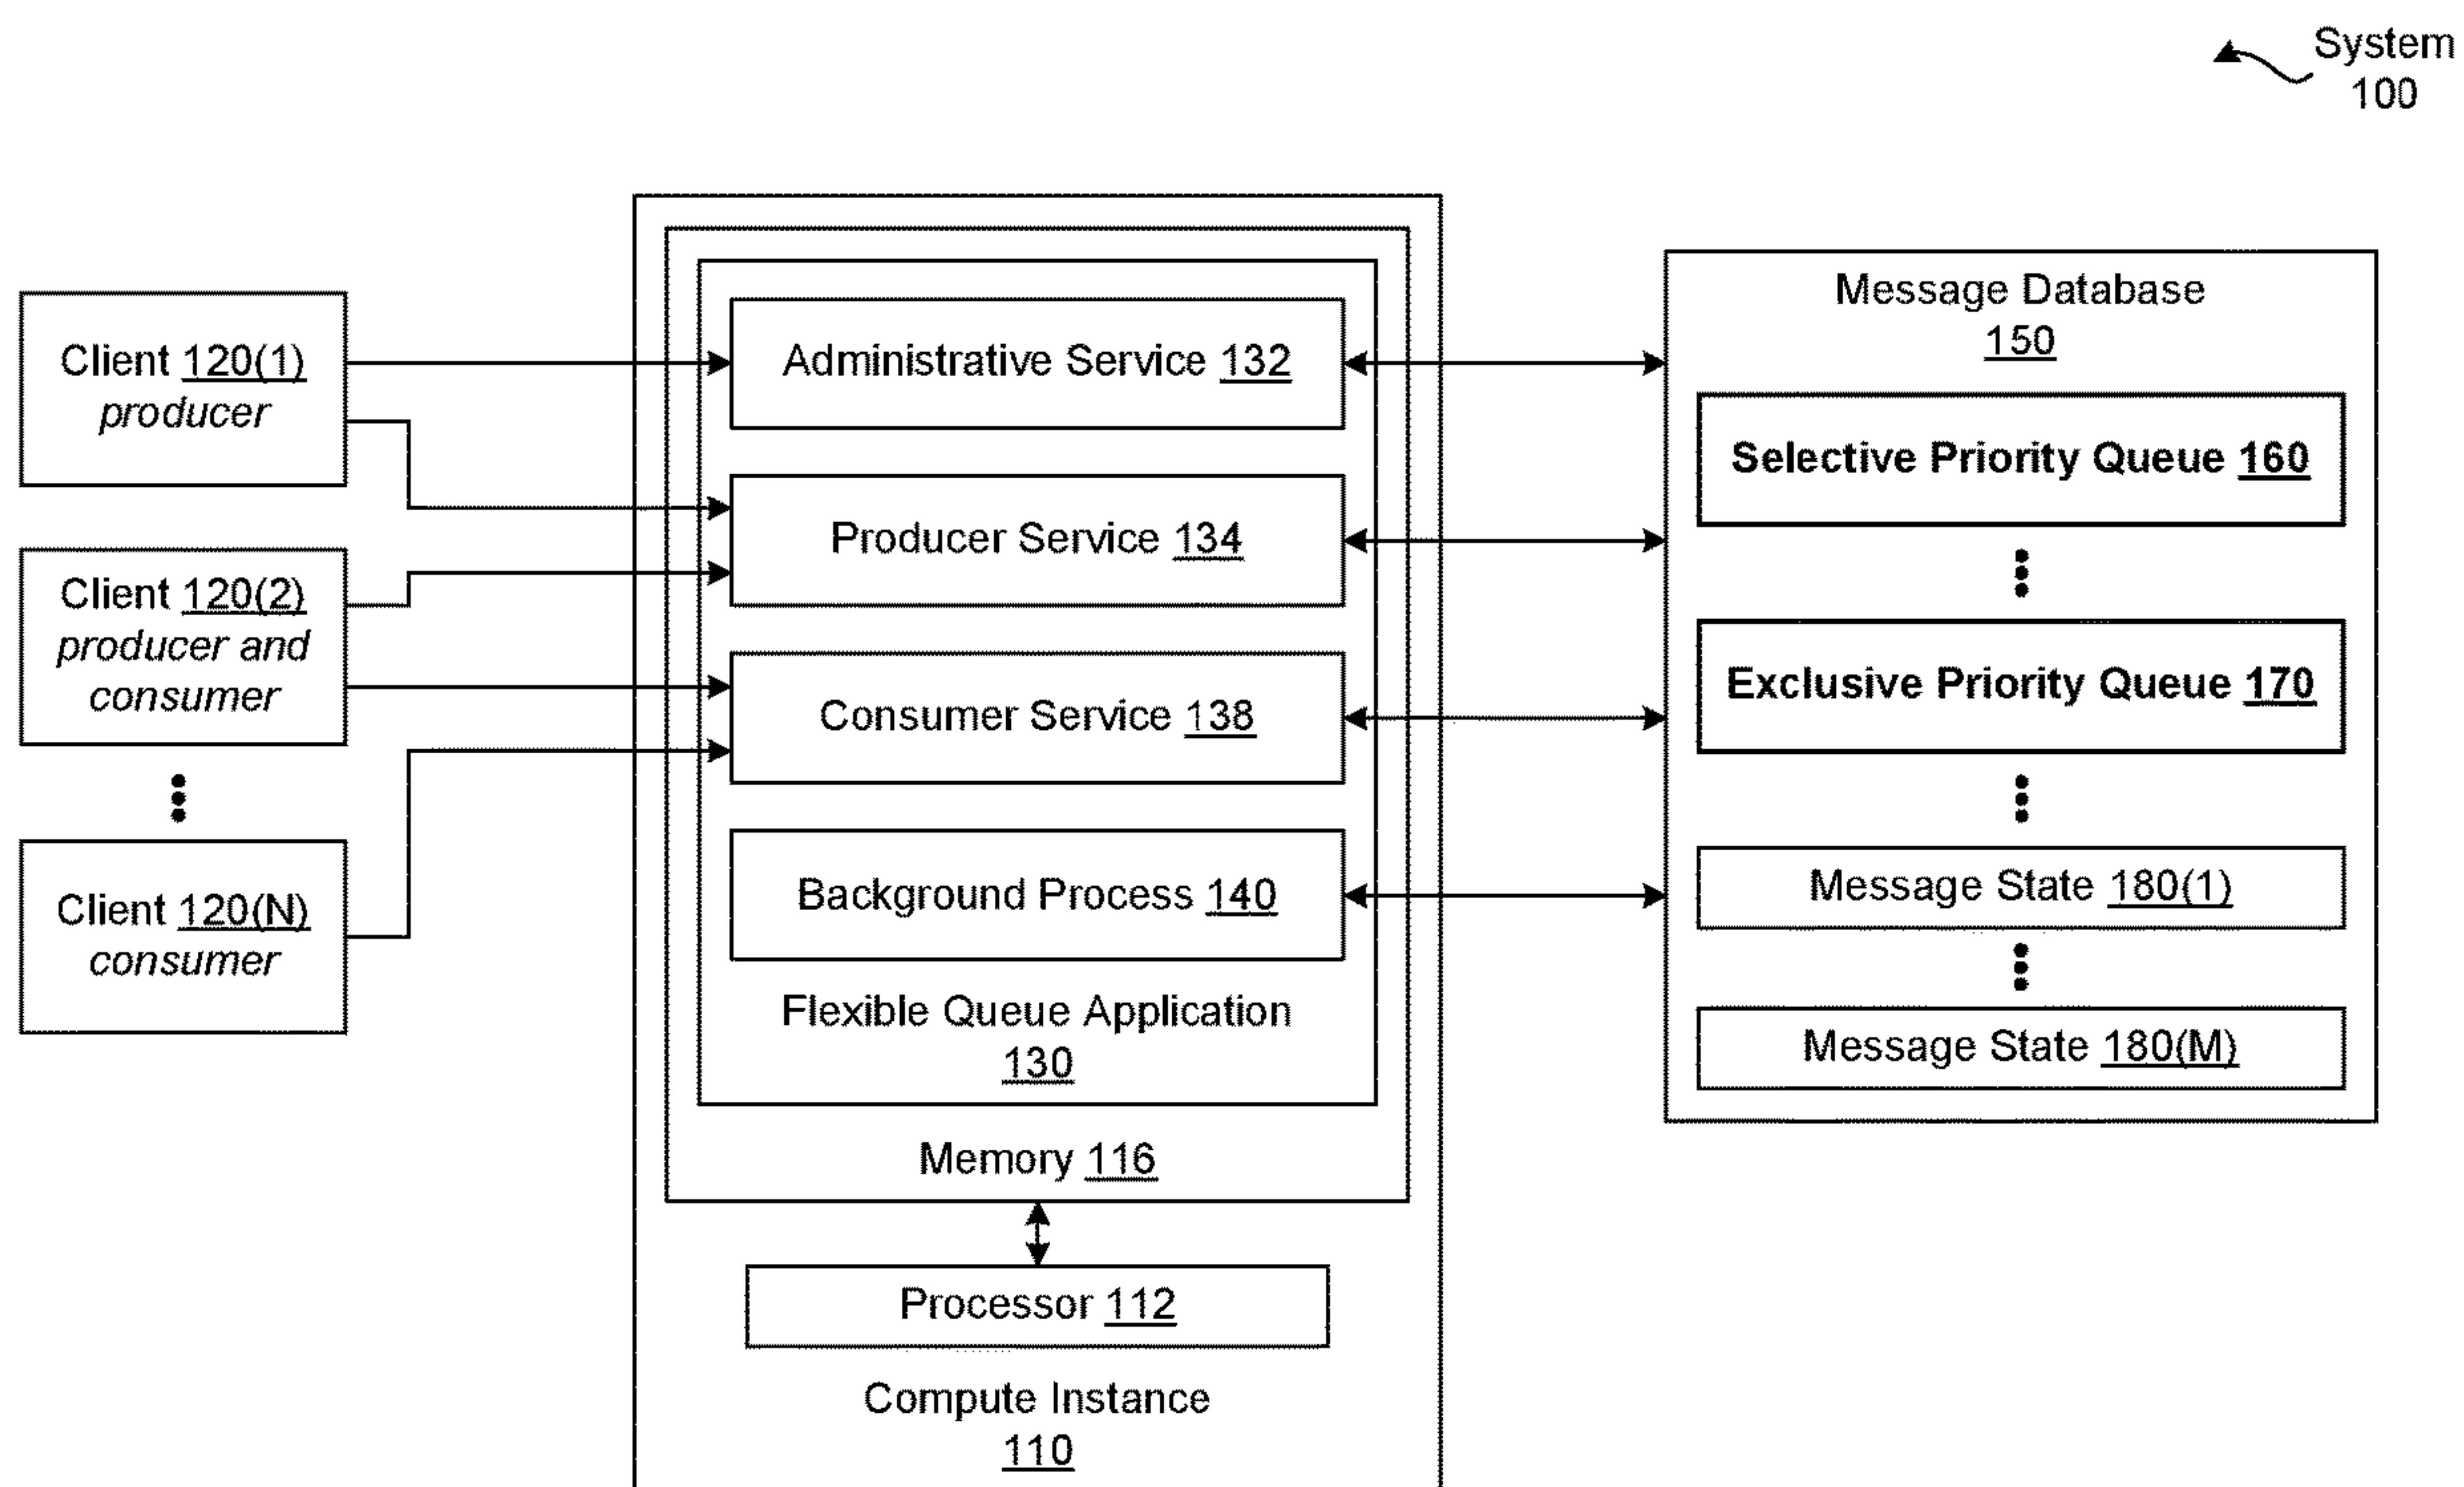 System
100
Client 120(1)
producer
Client 120(2)
producer and
consumer
Client 120(N)
consumer
Administrative Service 132
Producer Service 134
Consumer Service 138
Background Process 140
Flexible Queue Application
130
Memory 116
Processor 112
Compute Instance
110
Message Database
150
Selective Priority Queue 160
Exclusive Priority Queue 170
Message State 180(1)
Message State 180(M)